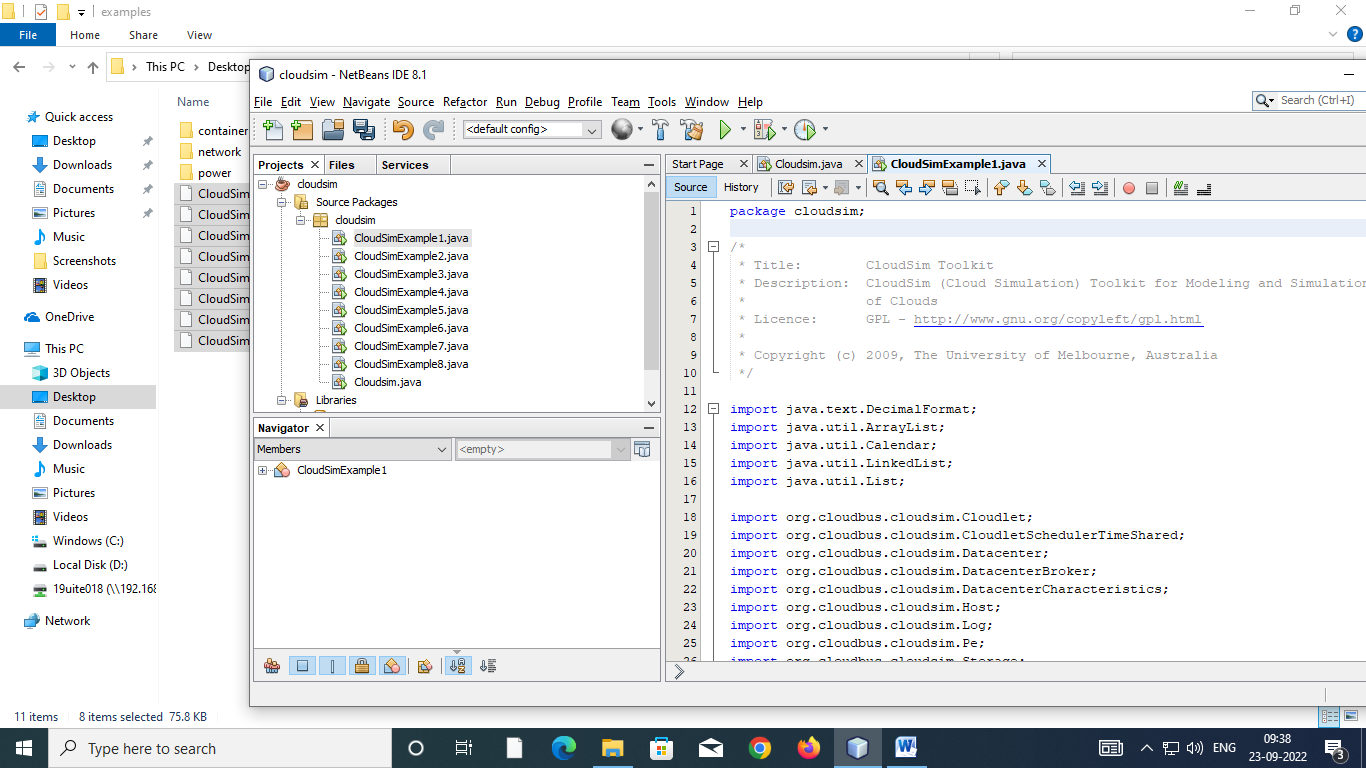 examples
File Home Share View
This PC Desktop
Name
Quick access
Desktop
Downloads
Documents
Pictures
Music
Screenshots
Videos
OneDrive
This PC
3D Objects
Desktop
Documents
Downloads
Music
Pictures
Videos
Windows (C:)
Local Disk (D:)
19uite018 (\\192.168
Network
container
network
power
CloudSim
CloudSim
CloudSim
CloudSim
CloudSim
CloudSim
CloudSim
CloudSim
11 items 8 items selected 75.8 KB
cloudsim - NetBeans IDE 8.1
File Edit View Navigate Source Refactor Run Debug Profile Team Tools Window Help
Search (Ctrl+I)
<default config>
Projects Files Services
cloudsim
Source Packages
cloudsim
CloudSimExample1.java
CloudSimExample2.java
CloudSimExample3.java
CloudSimExample4.java
CloudSimExample5.java
CloudSimExample6.java
CloudSimExample7.java
CloudSimExample8.java
Cloudsim.java
Libraries
Navigator
Members <empty>
CloudSimExample1
Start Page Cloudsim.java CloudSimExample1.java
Source History
1 package cloudsim;
2
3 /*
4 * Title: CloudSim Toolkit
5 * Description: CloudSim (Cloud Simulation) Toolkit for Modeling and Simulation
6 * of Clouds
7 * Licence: GPL - http://www.gnu.org/copyleft/gpl.html
8 *
9 * Copyright (c) 2009, The University of Melbourne, Australia
10 */
11
12 import java.text.DecimalFormat;
13 import java.util.ArrayList;
14 import java.util.Calendar;
15 import java.util.LinkedList;
16 import java.util.List;
17
18 import org.cloudbus.cloudsim.Cloudlet;
19 import org.cloudbus.cloudsim.CloudletSchedulerTimeShared;
20 import org.cloudbus.cloudsim.Datacenter;
21 import org.cloudbus.cloudsim.DatacenterBroker;
22 import org.cloudbus.cloudsim.DatacenterCharacteristics;
23 import org.cloudbus.cloudsim.Host;
24 import org.cloudbus.cloudsim.Log;
25 import org.cloudbus.cloudsim.Pe;
26 import org.cloudbus.cloudsim.Storage;
Type here to search
ENG
09:38
23-09-2022
3